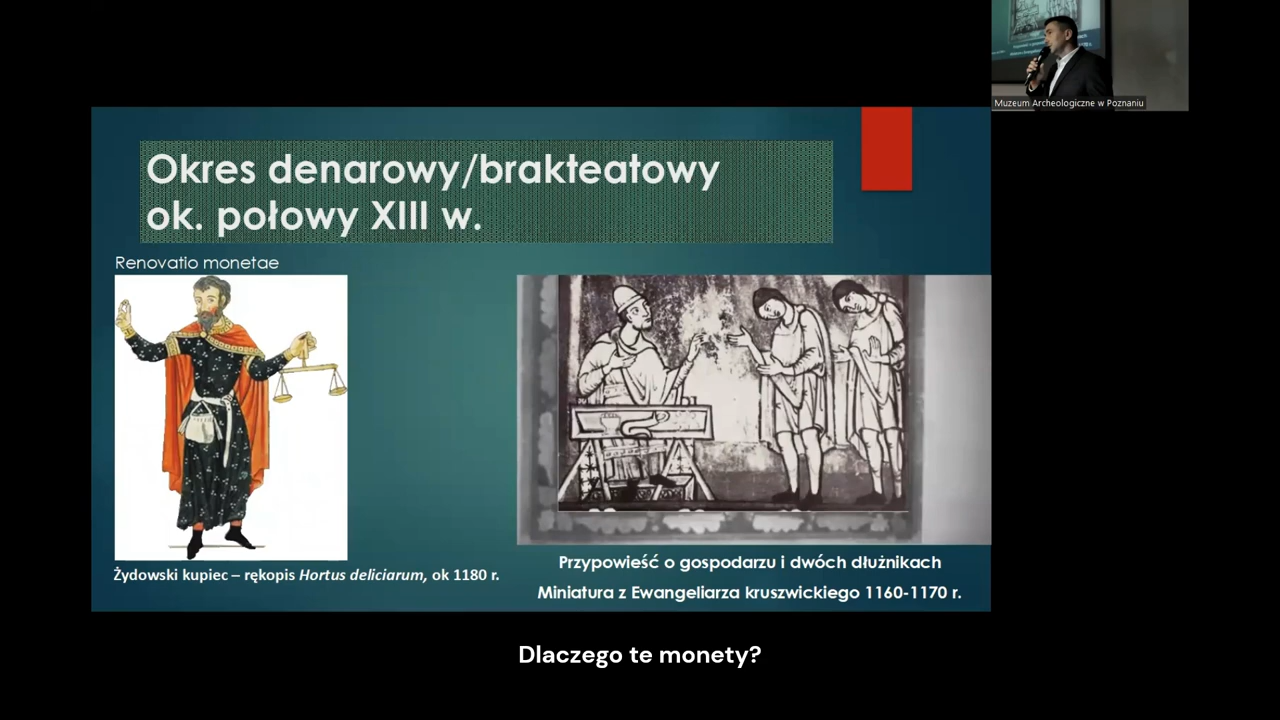 Muzeum Archeologiczne w Poznaniu
Okres denarowy/brakteatowy
ok. połowy XIII w.
Renovatio monetae
Żydowski kupiec – rękopis Hortus deliciarum, ok 1180 r.
Przypowieść o gospodarzu i dwóch dłużnikach
Miniatura z Ewangeliarza kruszwickiego 1160-1170 r.
Dlaczego te monety?